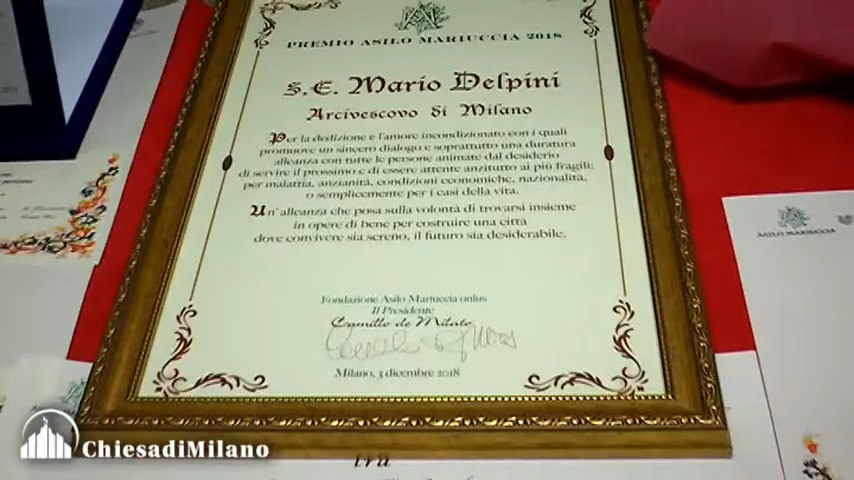 PREMIO ASILO MARIUCCIA 2018
S.E. Mario Delpini
Arcivescovo di Milano
Per la dedizione e l'amore incondizionato con i quali
promuove un sincero dialogo e soprattutto una duratura
alleanza con tutte le persone animate dal desiderio
di servire il prossimo e di essere attente anzitutto ai più fragili:
per malattia, anzianità, condizioni economiche, nazionalità,
o semplicemente per i casi della vita.
Un'alleanza che posa sulla volontà di trovarsi insieme
in opere di bene per costruire una città
dove convivere sia sereno, il futuro sia desiderabile.
Fondazione Asilo Mariuccia onlus
Il Presidente
Camillo de Milato
Milano, 3 dicembre 2018
ASILO MARIUCCIA
ChiesadiMilano
tra